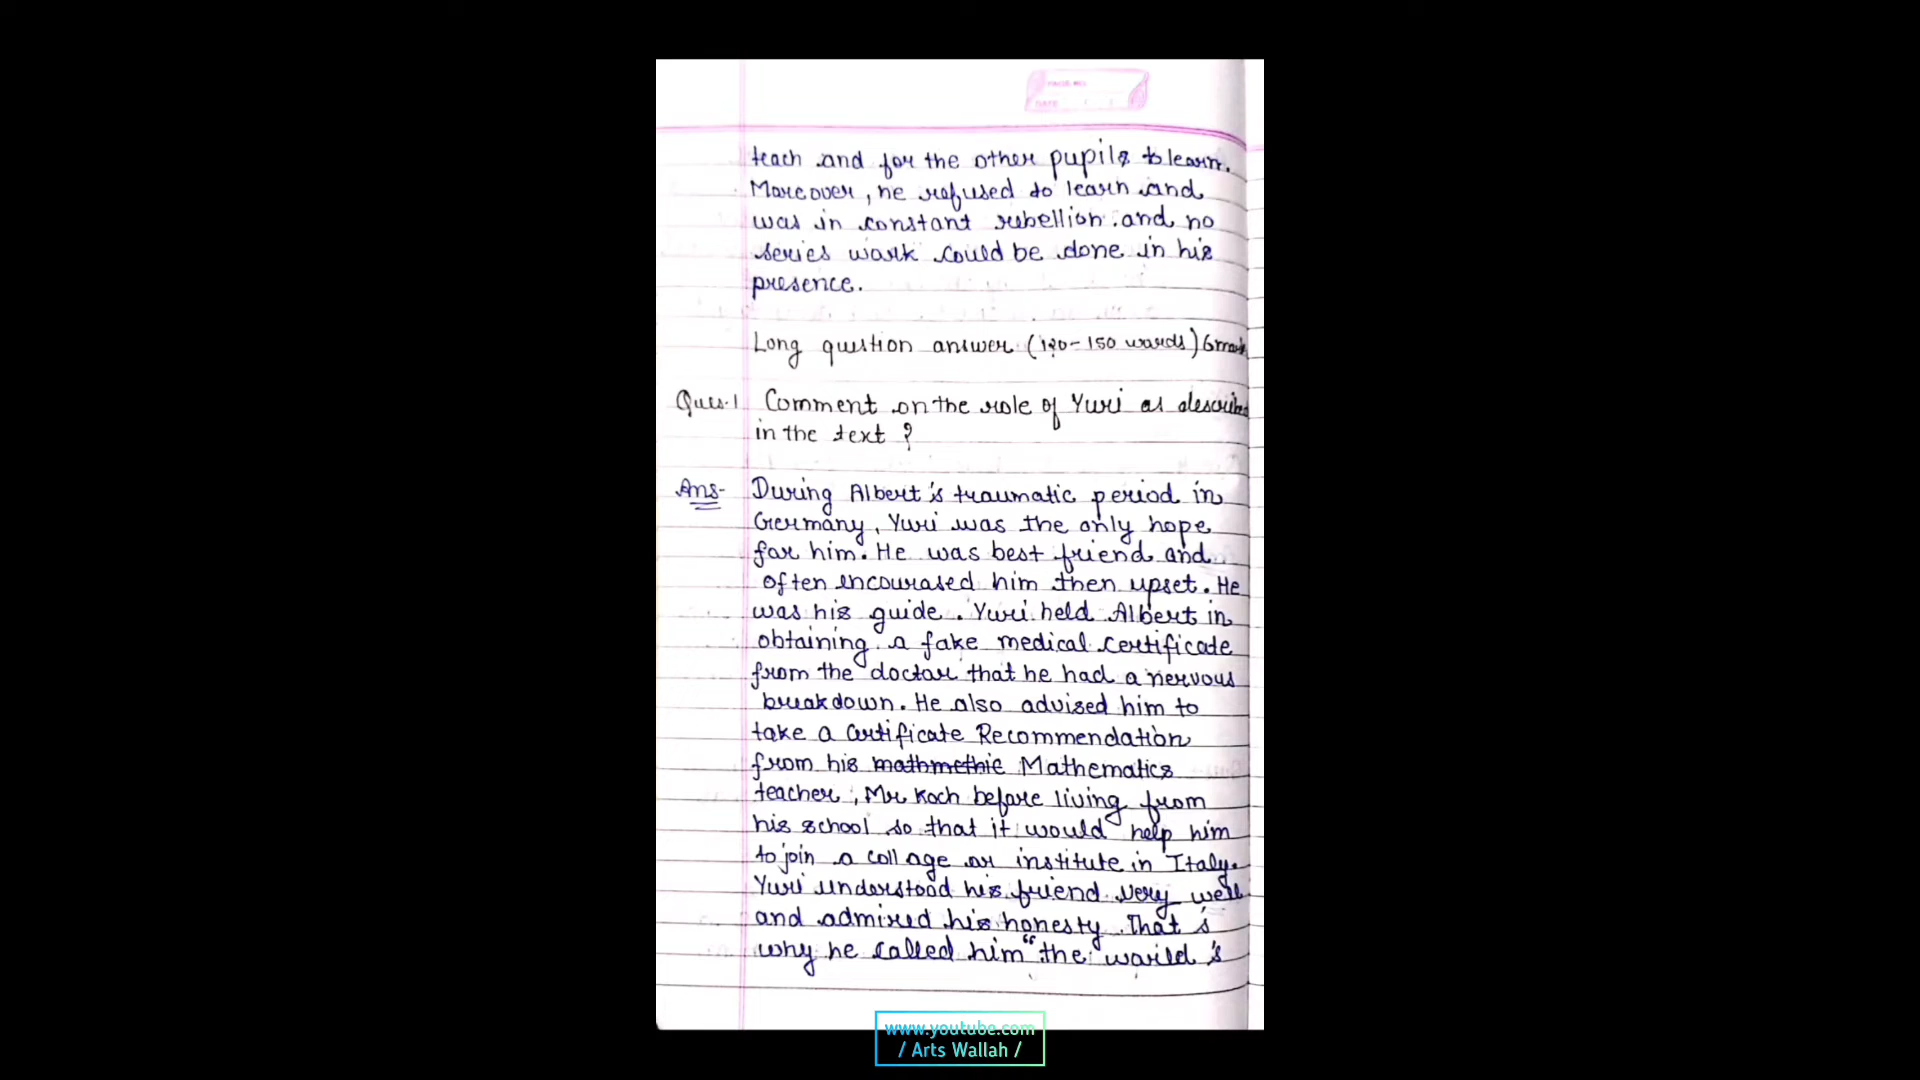 PAGE NO.
DATE
teach and for the other pupils to learn.
Moreover, he refused to learn and
was in constant rebellion and no
series work could be done in his
presence.
Long question answer (120-150 words) 6 marks
Ques.1 Comment on the role of Yuri as described
in the text ?
Ans- During Albert's traumatic period in
Germany, Yuri was the only hope
for him. He was best friend and
often encourased him then upset. He
was his guide. Yuri held Albert in
obtaining a fake medical certificate
from the doctor that he had a nervous
breakdown. He also advised him to
take a Certificate Recommendation
from his mathmethic Mathematics
teacher, Mr Koch before living from
his school so that it would help him
to join a collage or institute in Italy.
Yuri understood his friend very well
and admired his honesty. That's
why he called him "the warild's
www.youtube.com
/ Arts Wallah /